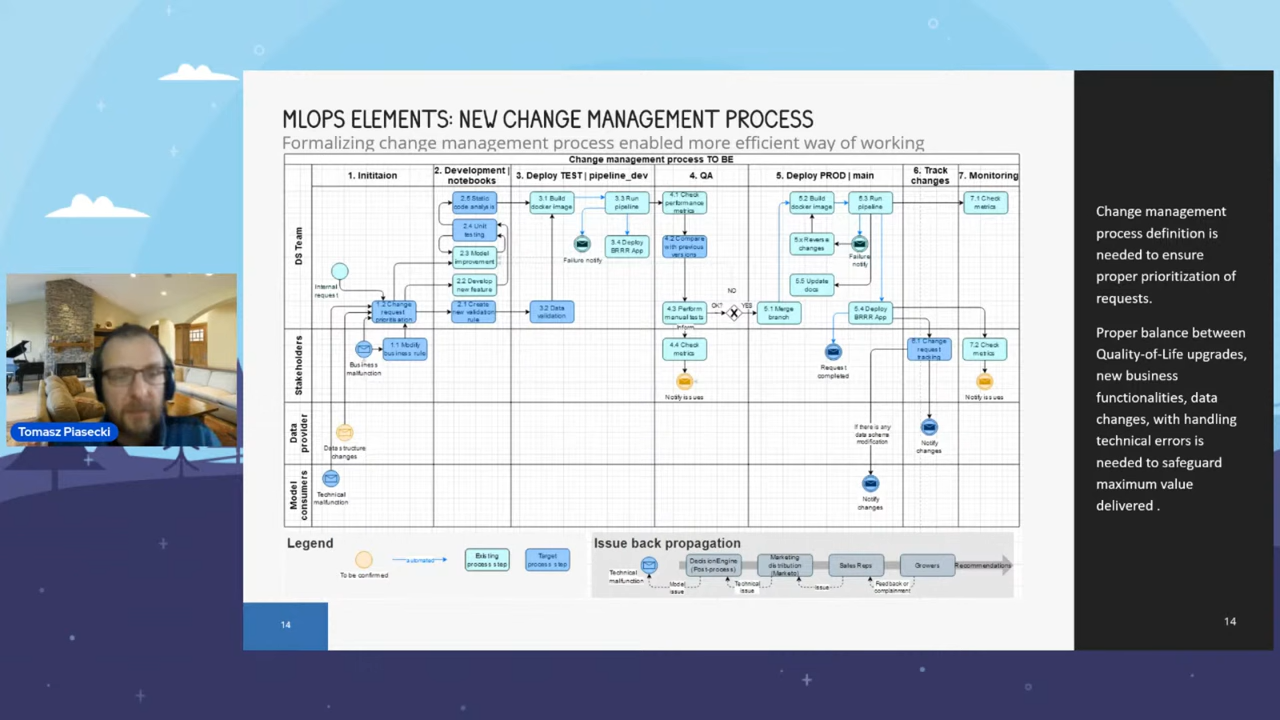 MLOPS ELEMENTS: NEW CHANGE MANAGEMENT PROCESS
Formalizing change management process enabled more efficient way of working
Change management process TO BE
1. Inititaion
2. Development |
notebooks
3. Deploy TEST | pipeline_dev
4. QA
5. Deploy PROD | main
6. Track
changes
7. Monitoring
DS Team
Internal
request
1.2 Change
request
prioritisation
2.5 Static
code analysis
2.4 Unit
testing
2.3 Model
improvement
2.2 Develop
new feature
2.1 Create
new validation
rule
3.1 Build
docker image
3.3 Run
pipeline
Failure notify
3.4 Deploy
BRRR App
3.2 Data
validation
4.1 Check
performance
metrics
4.2 Compare
with previous
versions
4.3 Perform
manual tests
OK?
NO
YES
5.1 Merge
branch
5.2 Build
docker image
5.3 Run
pipeline
5.x Reverse
changes
Failure
notify
5.5 Update
docs
5.4 Deploy
BRRR App
7.1 Check
metrics
Stakeholders
Business
malfunction
1.1 Modify
business rule
4.4 Check
metrics
Notify issues
Request
completed
6.1 Change
request
tracking
7.2 Check
metrics
Notify issues
Data
provider
Data structure
changes
If there is any
data schema
modification
Notify
changes
Model
consumers
Technical
malfunction
Notify
changes
Legend
To be confirmed
automated
Existing
process step
Target
process step
Issue back propagation
Technical
malfunction
DecisionEngine
(Post-process)
Marketing
distribution
(Marketo)
Sales Reps
Growers
Recommendations
Model
issue
Technical
issue
Issue
Feedback or
complainment
14
Change management
process definition is
needed to ensure
proper prioritization of
requests.
Proper balance between
Quality-of-Life upgrades,
new business
functionalities, data
changes, with handling
technical errors is
needed to safeguard
maximum value
delivered .
14
Tomasz Piasecki